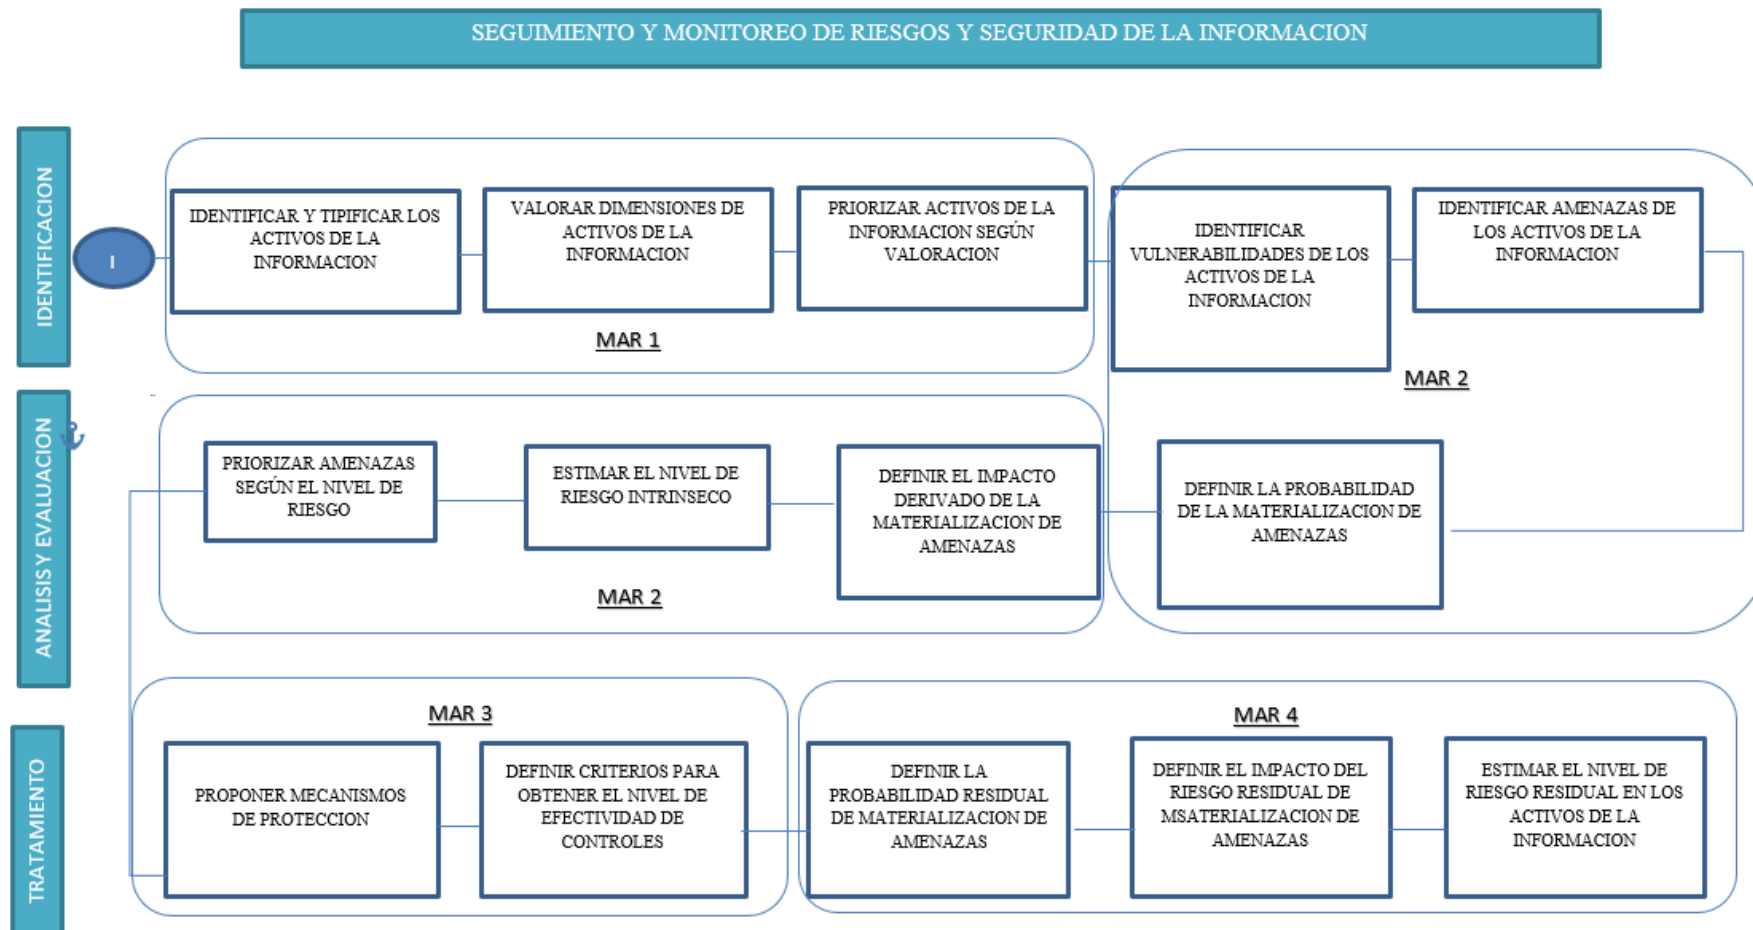 SEGUIMIENTO Y MONITOREO DE RIESGOS Y SEGURIDAD DE LA INFORMACION
IDENTIFICACION
I
IDENTIFICAR Y TIPIFICAR LOS
ACTIVOS DE LA
INFORMACION
VALORAR DIMENSIONES DE
ACTIVOS DE LA
INFORMACION
PRIORIZAR ACTIVOS DE LA
INFORMACION SEGÚN
VALORACION
MAR 1
IDENTIFICAR
VULNERABILIDADES DE LOS
ACTIVOS DE LA
INFORMACION
IDENTIFICAR AMENAZAS DE
LOS ACTIVOS DE LA
INFORMACION
MAR 2
ANALISIS Y EVALUACION
PRIORIZAR AMENAZAS
SEGÚN EL NIVEL DE
RIESGO
ESTIMAR EL NIVEL DE
RIESGO INTRINSECO
DEFINIR EL IMPACTO
DERIVADO DE LA
MATERIALIZACION DE
AMENAZAS
MAR 2
DEFINIR LA PROBABILIDAD
DE LA MATERIALIZACION DE
AMENAZAS
TRATAMIENTO
MAR 3
PROPONER MECANISMOS
DE PROTECCION
DEFINIR CRITERIOS PARA
OBTENER EL NIVEL DE
EFECTIVIDAD DE
CONTROLES
MAR 4
DEFINIR LA
PROBABILIDAD RESIDUAL
DE MATERIALIZACION DE
AMENAZAS
DEFINIR EL IMPACTO DEL
RIESGO RESIDUAL DE
MSATERIALIZACION DE
AMENAZAS
ESTIMAR EL NIVEL DE
RIESGO RESIDUAL EN LOS
ACTIVOS DE LA
INFORMACION